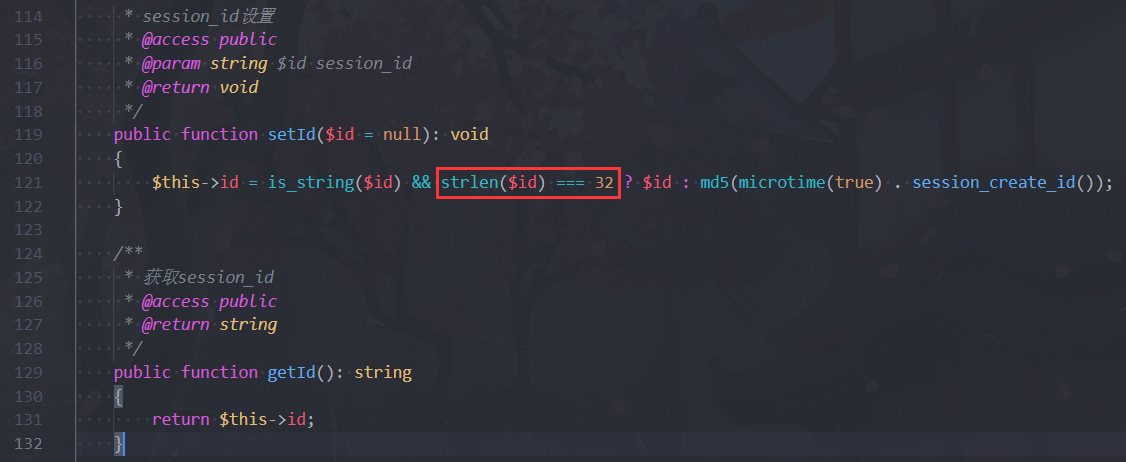 114 * session_id设置
115 * @access public
116 * @param string $id session_id
117 * @return void
118 */
119 public function setId($id = null): void
120 {
121 $this->id = is_string($id) && strlen($id) === 32 ? $id : md5(microtime(true) . session_create_id());
122 }
123
124 /**
125 * 获取session_id
126 * @access public
127 * @return string
128 */
129 public function getId(): string
130 {
131 return $this->id;
132 }